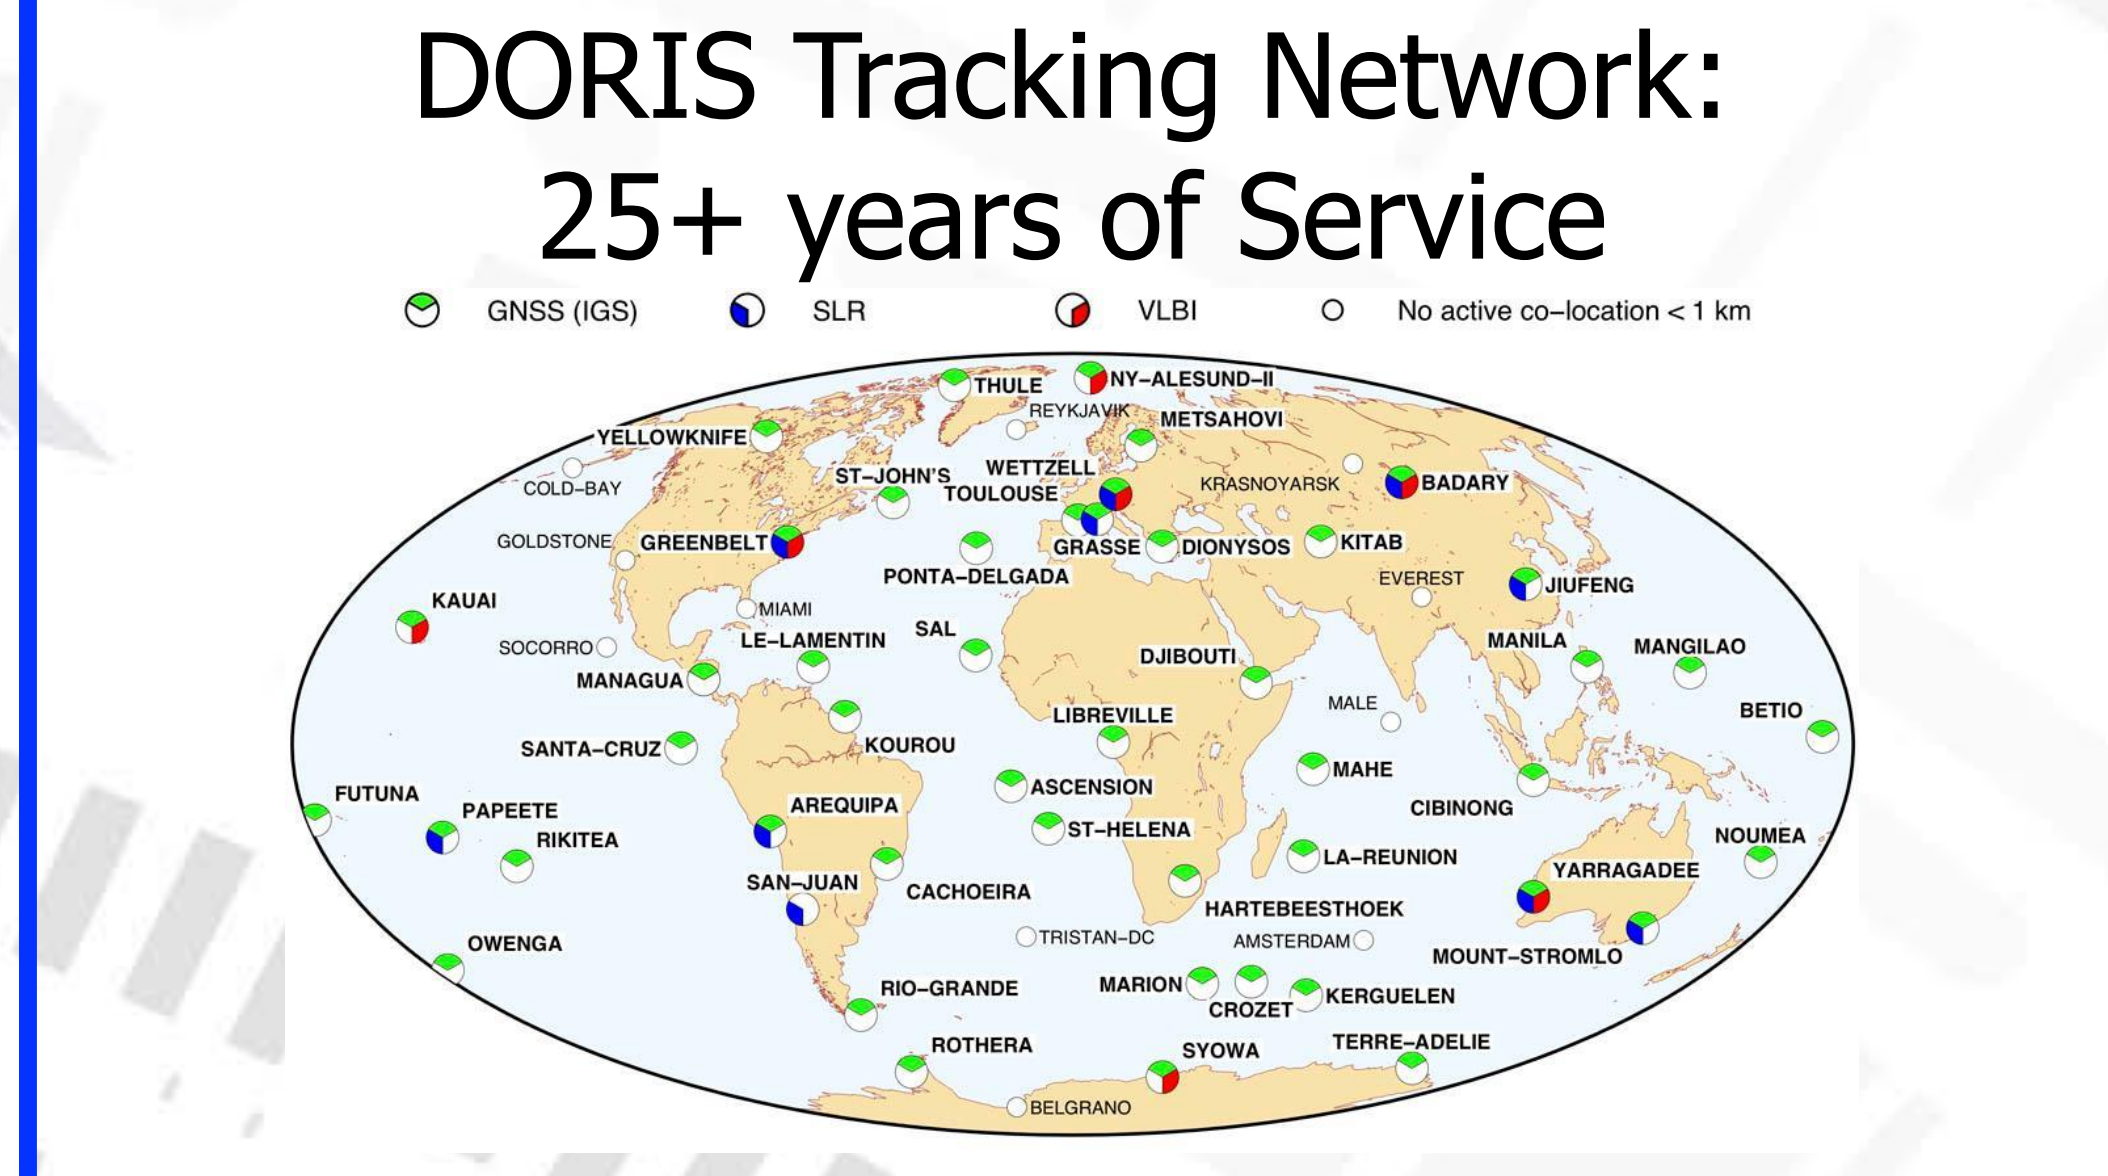 DORIS Tracking Network:
25+ years of Service
GNSS (IGS) SLR VLBI No active co–location < 1 km
THULE
NY–ALESUND–II
REYKJAVIK
METSAHOVI
YELLOWKNIFE
COLD–BAY
ST–JOHN'S
WETTZELL
TOULOUSE
KRASNOYARSK
BADARY
GOLDSTONE
GREENBELT
GRASSE
DIONYSOS
KITAB
PONTA–DELGADA
EVEREST
JIUFENG
KAUAI
MIAMI
SAL
LE–LAMENTIN
SOCORRO
MANAGUA
DJIBOUTI
MANILA
MANGILAO
MALE
BETIO
LIBREVILLE
SANTA–CRUZ
KOUROU
MAHE
ASCENSION
FUTUNA
PAPEETE
RIKITEA
AREQUIPA
CIBINONG
ST–HELENA
NOUMEA
LA–REUNION
YARRAGADEE
SAN–JUAN
CACHOEIRA
HARTEBEESTHOEK
OWENGA
TRISTAN–DC
AMSTERDAM
MOUNT–STROMLO
RIO–GRANDE
MARION
CROZET
KERGUELEN
ROTHERA
SYOWA
TERRE–ADELIE
BELGRANO